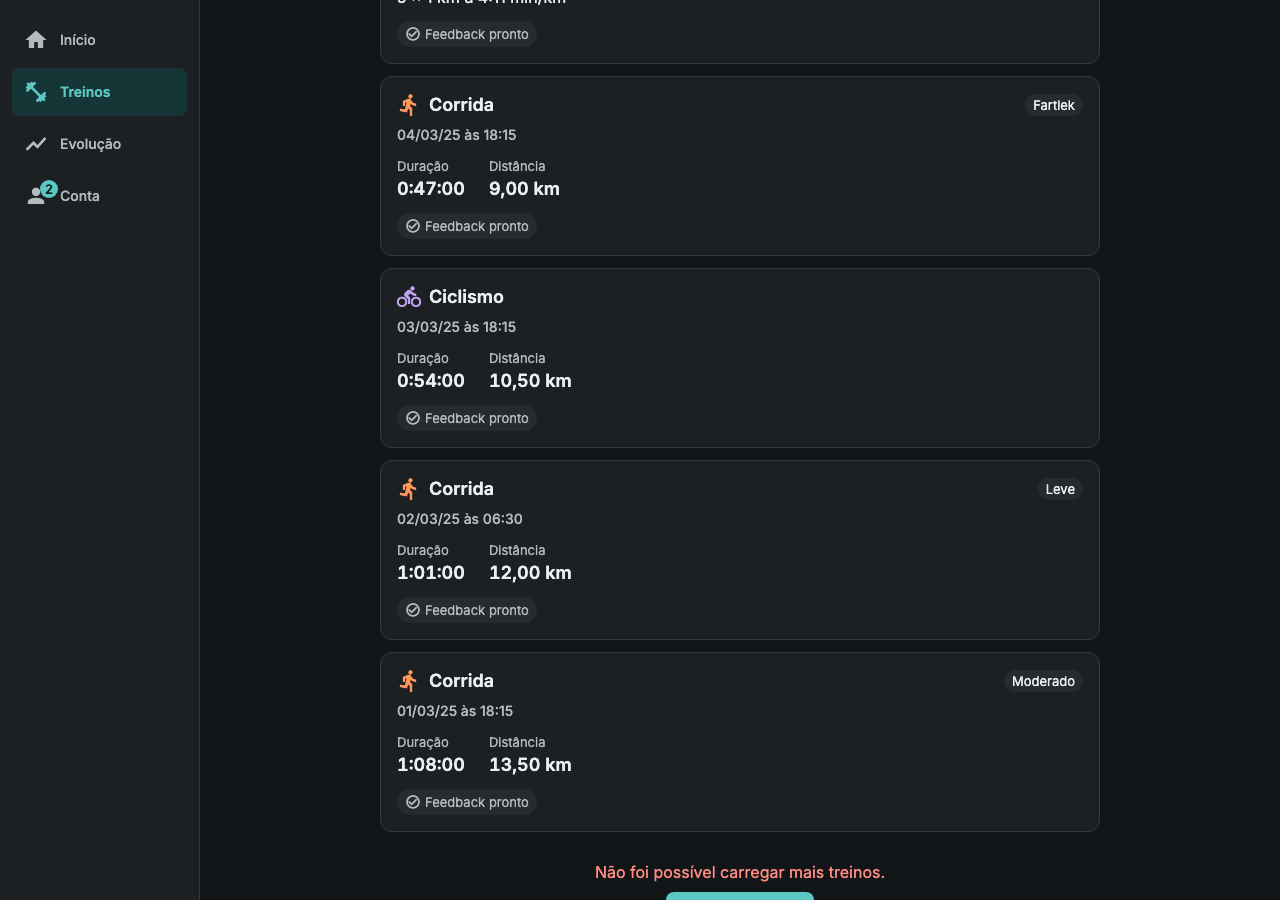 Início
Treinos
Evolução
2
Conta
Feedback pronto
Corrida
Fartlek
04/03/25 às 18:15
Duração Distância
0:47:00 9,00 km
Feedback pronto
Ciclismo
03/03/25 às 18:15
Duração Distância
0:54:00 10,50 km
Feedback pronto
Corrida
Leve
02/03/25 às 06:30
Duração Distância
1:01:00 12,00 km
Feedback pronto
Corrida
Moderado
01/03/25 às 18:15
Duração Distância
1:08:00 13,50 km
Feedback pronto
Não foi possível carregar mais treinos.